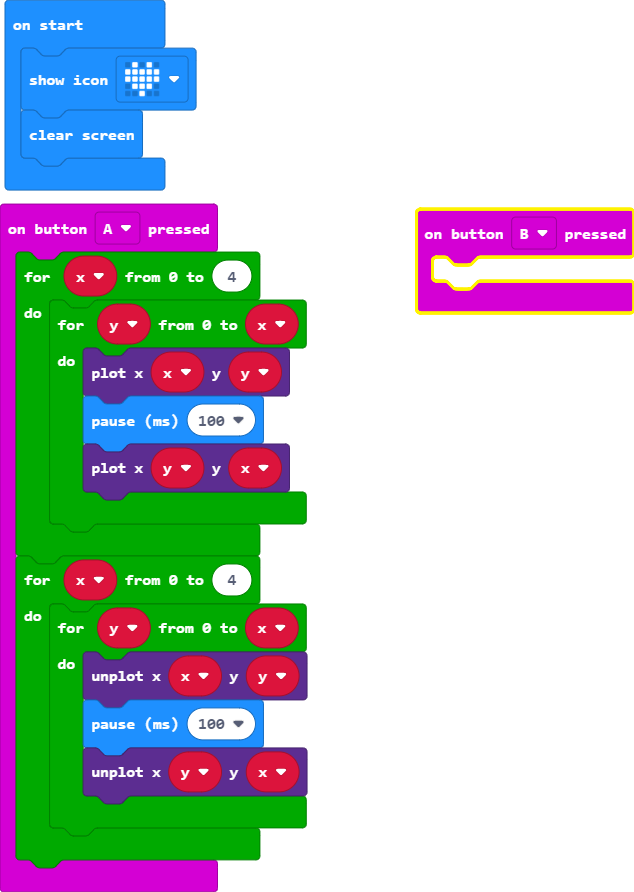 on start
show icon
clear screen
on button A pressed
for x from 0 to 4
do
for y from 0 to x
do
plot x x y y
pause (ms) 100
plot x y y x
for x from 0 to 4
do
for y from 0 to x
do
unplot x x y y
pause (ms) 100
unplot x y y x
on button B pressed